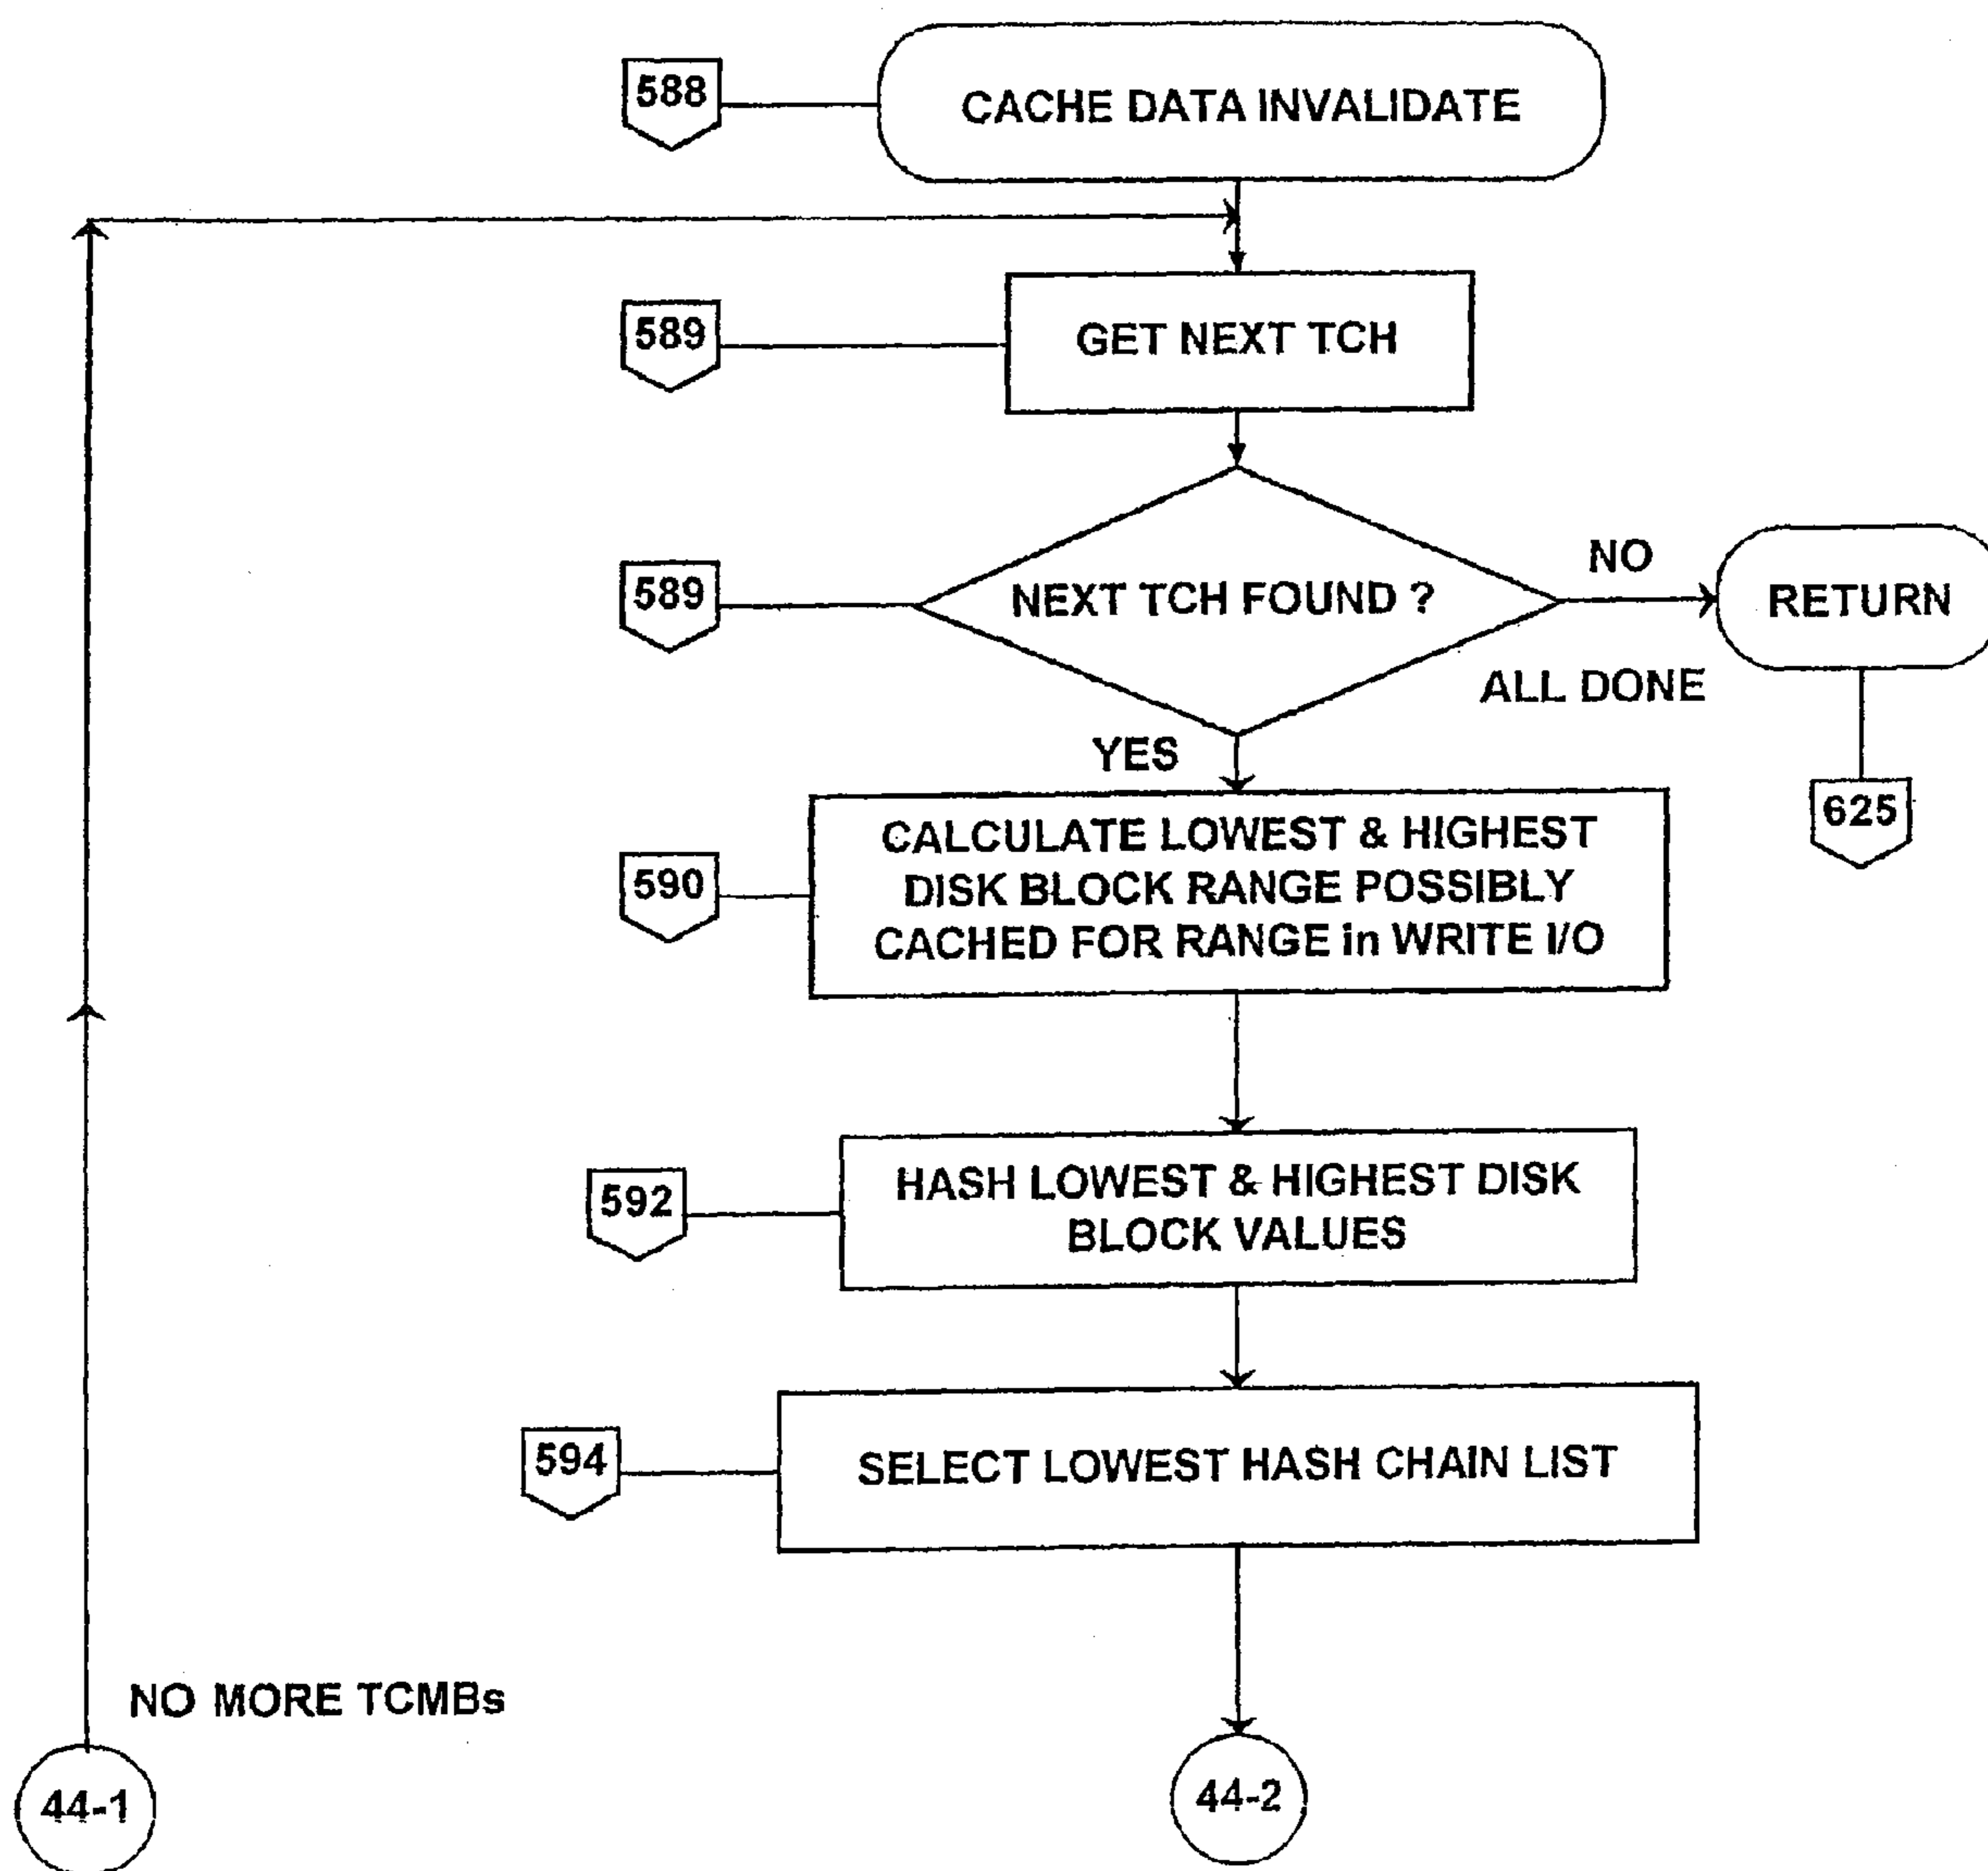 588
CACHE DATA INVALIDATE
589
GET NEXT TCH
589
NEXT TCH FOUND ?
NO
RETURN
ALL DONE
YES
625
590
CALCULATE LOWEST & HIGHEST
DISK BLOCK RANGE POSSIBLY
CACHED FOR RANGE in WRITE I/O
592
HASH LOWEST & HIGHEST DISK
BLOCK VALUES
594
SELECT LOWEST HASH CHAIN LIST
NO MORE TCMBs
44-1
44-2